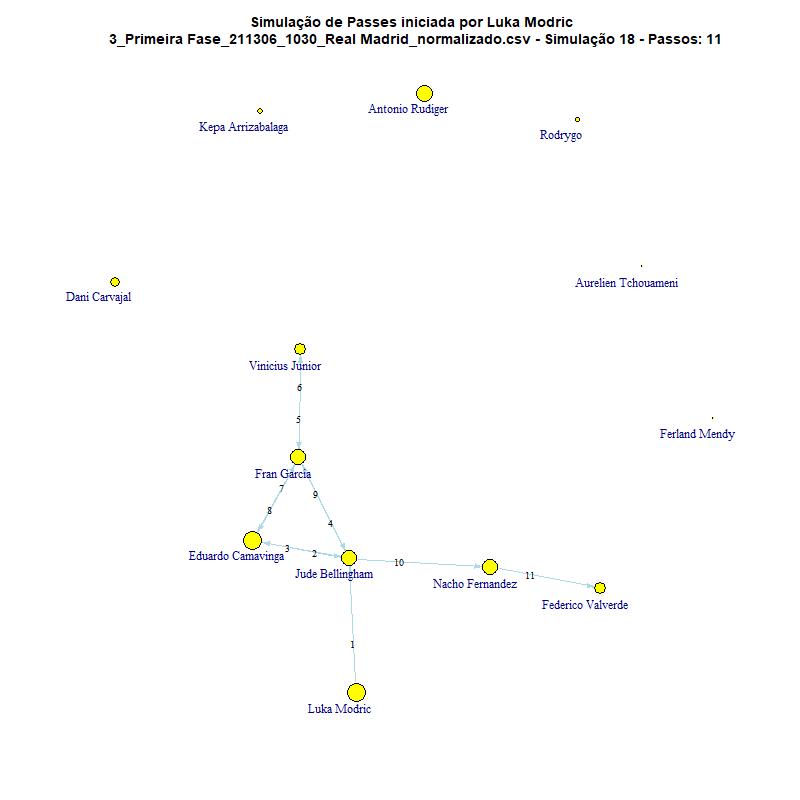 Simulação de Passes iniciada por Luka Modric
3_Primeira Fase_211306_1030_Real Madrid_normalizado.csv - Simulação 18 - Passos: 11
Antonio Rudiger
Kepa Arrizabalaga
Rodrygo
Aurelien Tchouameni
Dani Carvajal
Vinicius Junior
6
5
Ferland Mendy
Fran Garcia
7
9
8
4
3
2
Eduardo Camavinga
10
Jude Bellingham
11
Nacho Fernandez
Federico Valverde
1
Luka Modric